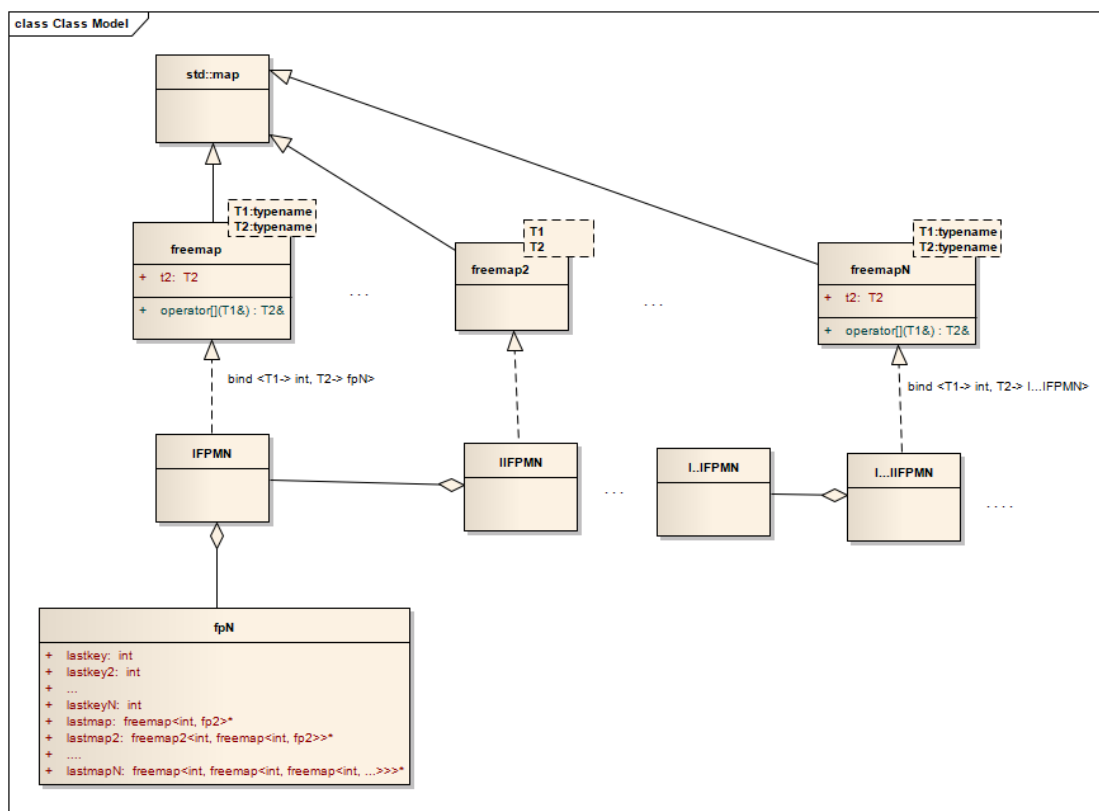 class Class Model
std::map
T1:typename
T2:typename
freemap
+ t2: T2
+ operator[](T1&) : T2&
...
T1
T2
freemap2
...
T1:typename
T2:typename
freemapN
+ t2: T2
+ operator[](T1&) : T2&
bind <T1-> int, T2-> fpN>
bind <T1-> int, T2-> I...IFPMN>
IFPMN
IIFPMN
...
I..IFPMN
I...IIFPMN
....
fpN
+ lastkey: int
+ lastkey2: int
+ ...
+ lastkeyN: int
+ lastmap: freemap<int, fp2>*
+ lastmap2: freemap2<int, freemap<int, fp2>>*
+ ....
+ lastmapN: freemap<int, freemap<int, freemap<int, ...>>>*